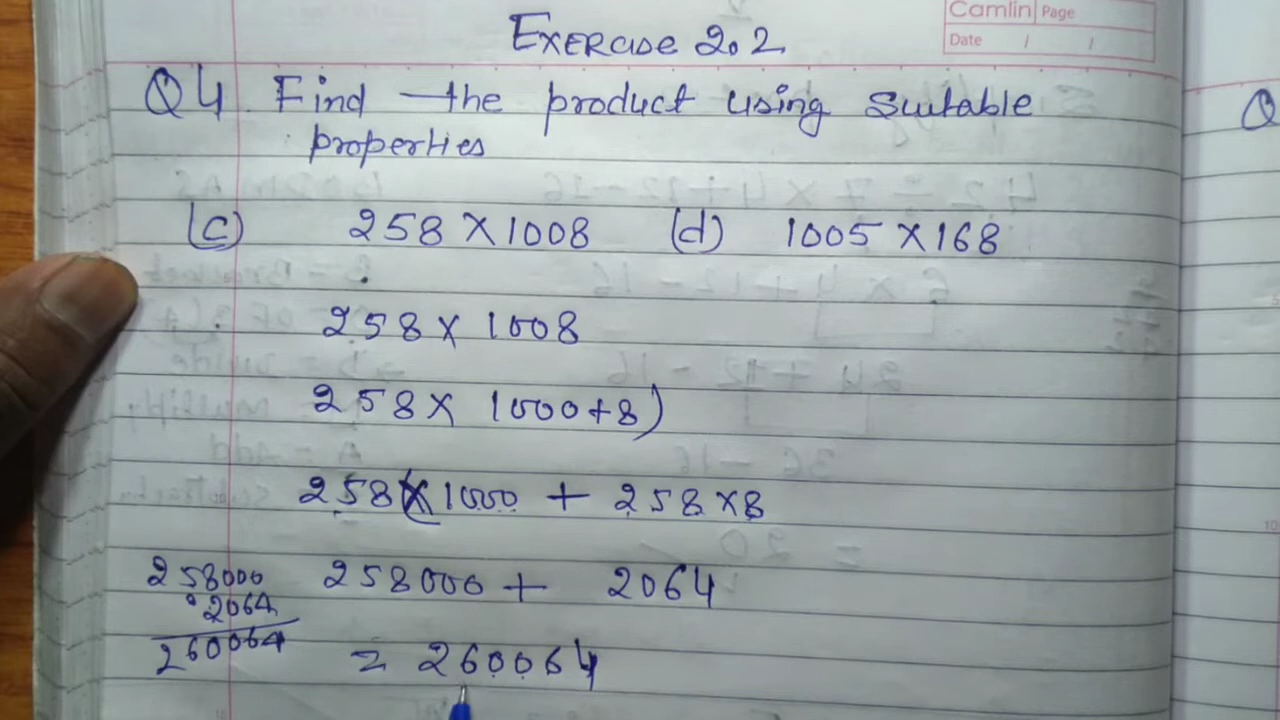 Camlin Page
Date / /
Exercise 2.2
Q4 Find the product using Suitable
properties
Q
(c) 258 × 1008 (d) 1005 × 168
258 × 1008
258 × 1000+8)
258 × 1000 + 258 × 8
258000 258000 + 2064
2064
260064 = 260064